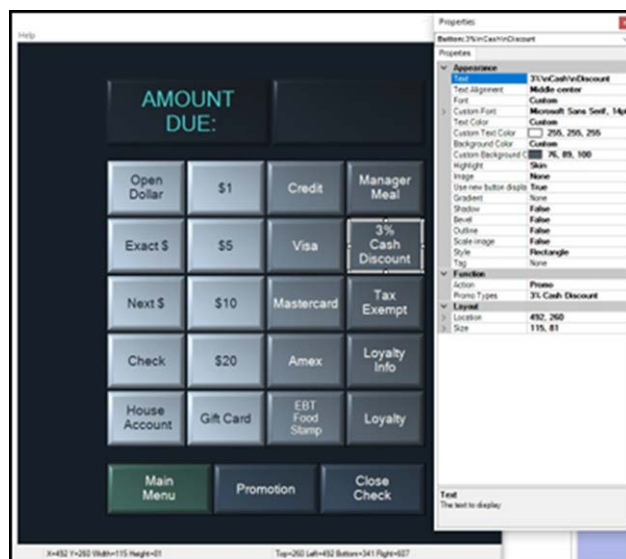 Help
AMOUNT
DUE:
Open
Dollar
$1
Credit
Manager
Meal
Exact $
$5
Visa
3%
Cash
Discount
Next $
$10
Mastercard
Tax
Exempt
Check
$20
Amex
Loyalty
Info
House
Account
Gift Card
EBT
Food
Stamp
Loyalty
Main
Menu
Promotion
Close
Check
X=492 Y=260 Width=115 Height=81
Top=260 Left=492 Bottom=341 Right=607
Properties
Button: 3%\nCash\nDiscount
Properties
Appearance
Text 3%\nCash\nDiscount
Text Alignment Middle center
Font Custom
Custom Font Microsoft Sans Serif, 14pt
Text Color Custom
Custom Text Color 255, 255, 255
Background Color Custom
Custom Background C 76, 89, 100
Highlight Skin
Image None
Use new button displa True
Gradient None
Shadow False
Bevel False
Outline False
Scale image False
Style Rectangle
Tag None
Function
Action Promo
Promo Types 3% Cash Discount
Layout
Location 492, 260
Size 115, 81
Text
The text to display